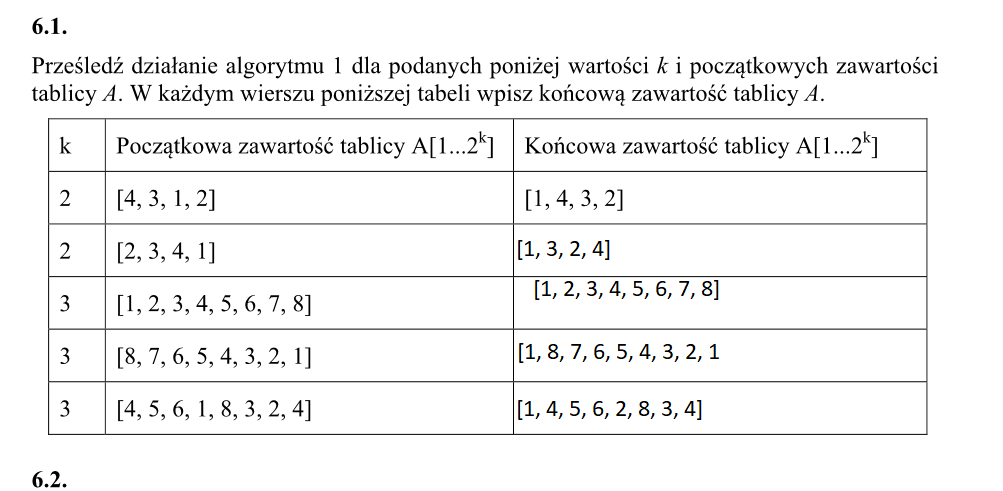 6.1.
Prześledź działanie algorytmu 1 dla podanych poniżej wartości k i początkowych zawartości
tablicy A. W każdym wierszu poniższej tabeli wpisz końcową zawartość tablicy A.
k Początkowa zawartość tablicy A[1...2^k] Końcowa zawartość tablicy A[1...2^k]
2 [4, 3, 1, 2] [1, 4, 3, 2]
2 [2, 3, 4, 1] [1, 3, 2, 4]
3 [1, 2, 3, 4, 5, 6, 7, 8] [1, 2, 3, 4, 5, 6, 7, 8]
3 [8, 7, 6, 5, 4, 3, 2, 1] [1, 8, 7, 6, 5, 4, 3, 2, 1
3 [4, 5, 6, 1, 8, 3, 2, 4] [1, 4, 5, 6, 2, 8, 3, 4]
6.2.